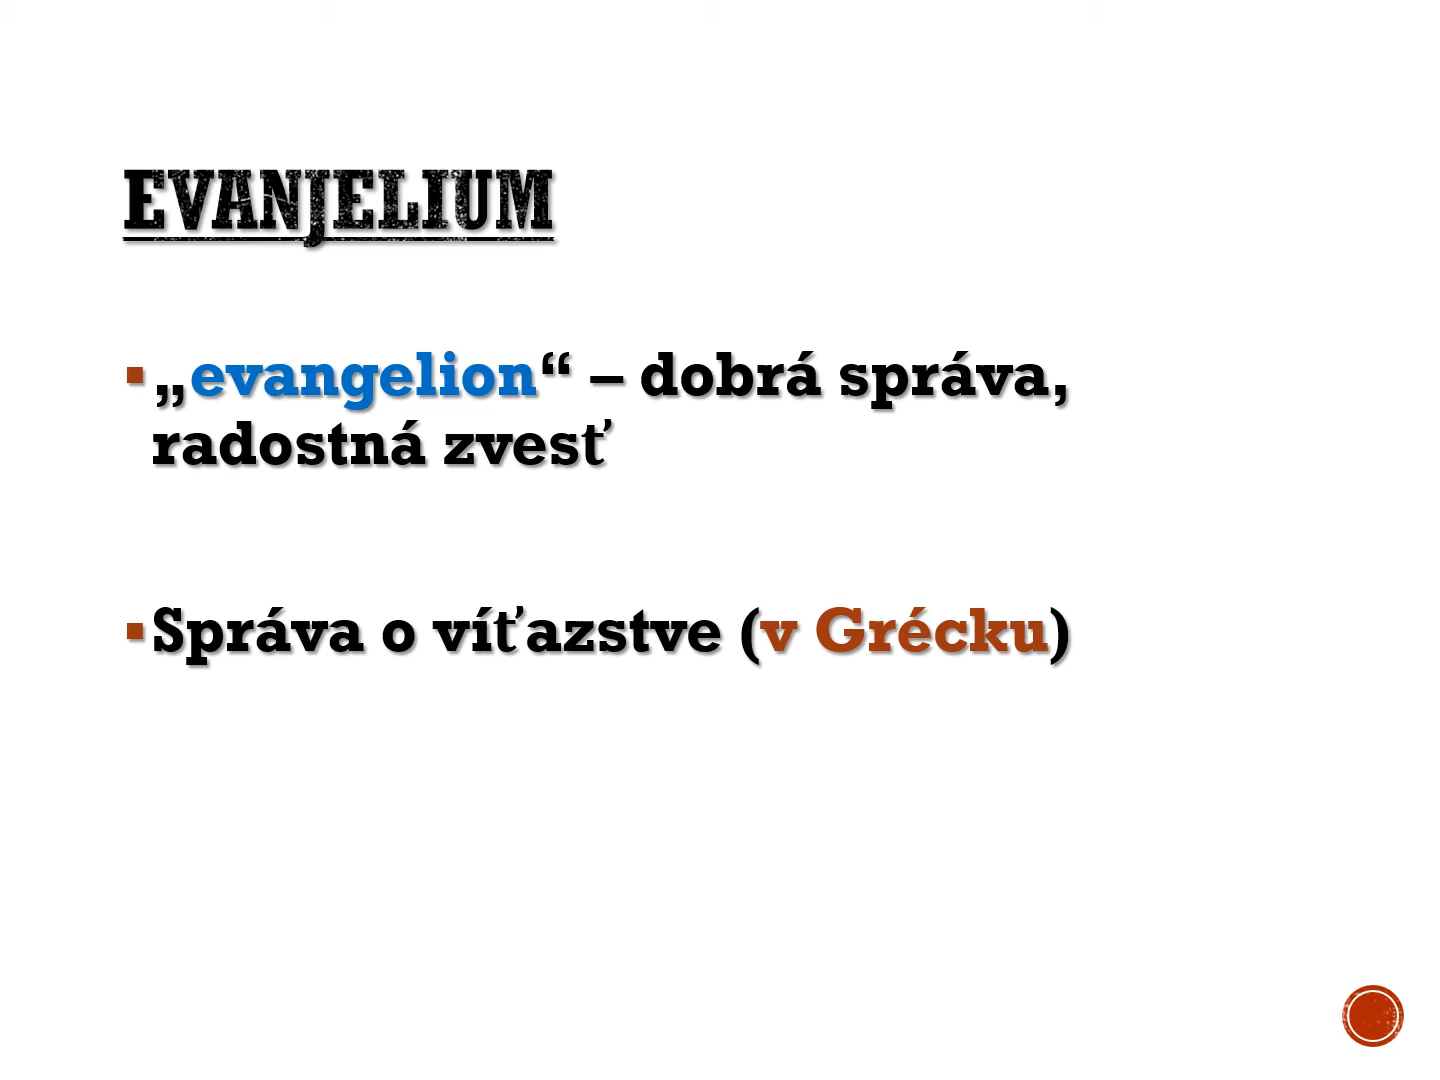 EVANJELIUM
▪„evangelion“ – dobrá správa,
radostná zvesť
▪Správa o víťazstve (v Grécku)